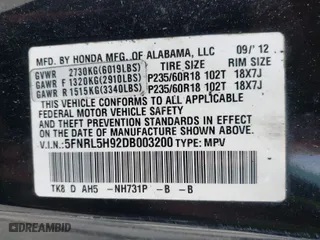 MFD. BY HONDA MFG. OF ALABAMA, LLC 09/'12
GVWR 2730KG(6019LBS) TIRE SIZE RIM SIZE
GAWR F 1320KG(2910LBS) P235/60R18 102T 18X7J
GAWR R 1515KG(3340LBS) P235/60R18 102T 18X7J
THIS VEHICLE CONFORMS TO ALL APPLICABLE
FEDERAL MOTOR VEHICLE SAFETY AND THEFT
PREVENTION STANDARDS IN EFFECT ON THE DATE
OF MANUFACTURE SHOWN ABOVE.
V.I.N.: 5FNRL5H92DB003200 TYPE: MPV
TK8 D AH5 -NH731P -B -B